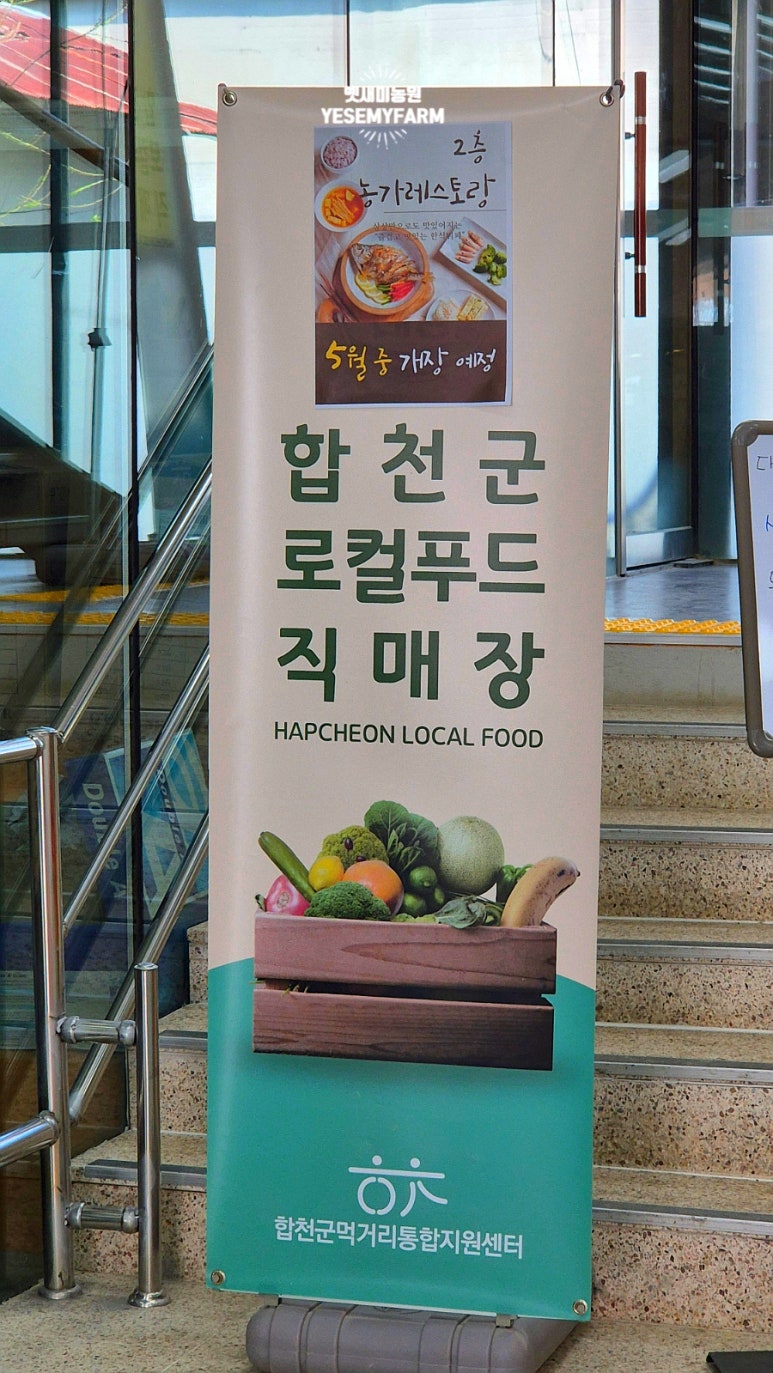 옛새미농원
YESEMYFARM
2층
농가레스토랑
5월 중 개장 예정
합천군
로컬푸드
직매장
HAPCHEON LOCAL FOOD
합천군먹거리통합지원센터
Double A